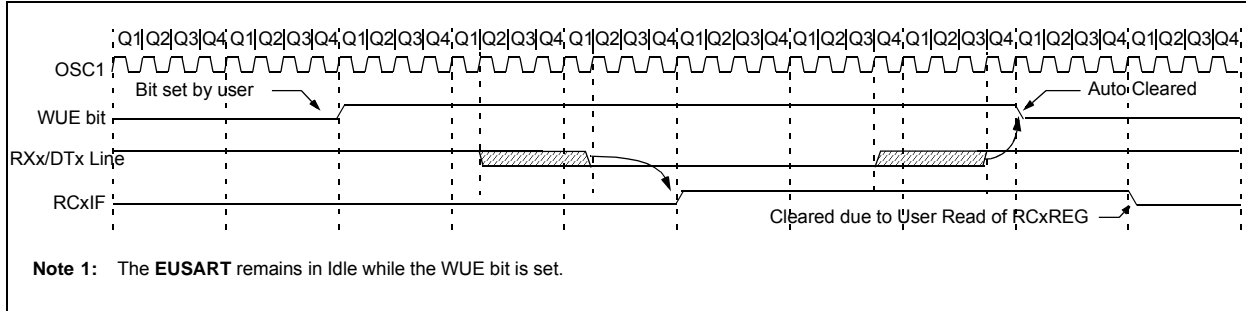 Q1|Q2|Q3|Q4|Q1|Q2|Q3|Q4|Q1|Q2|Q3|Q4|Q1|Q2|Q3|Q4|Q1|Q2|Q3|Q4|Q1|Q2|Q3|Q4|Q1|Q2|Q3|Q4|Q1|Q2|Q3|Q4|Q1|Q2|Q3|Q4|Q1|Q2|Q3|Q4
OSC1
Bit set by user
Auto Cleared
WUE bit
RXx/DTx Line
RCxIF
Cleared due to User Read of RCxREG
Note 1: The EUSART remains in Idle while the WUE bit is set.